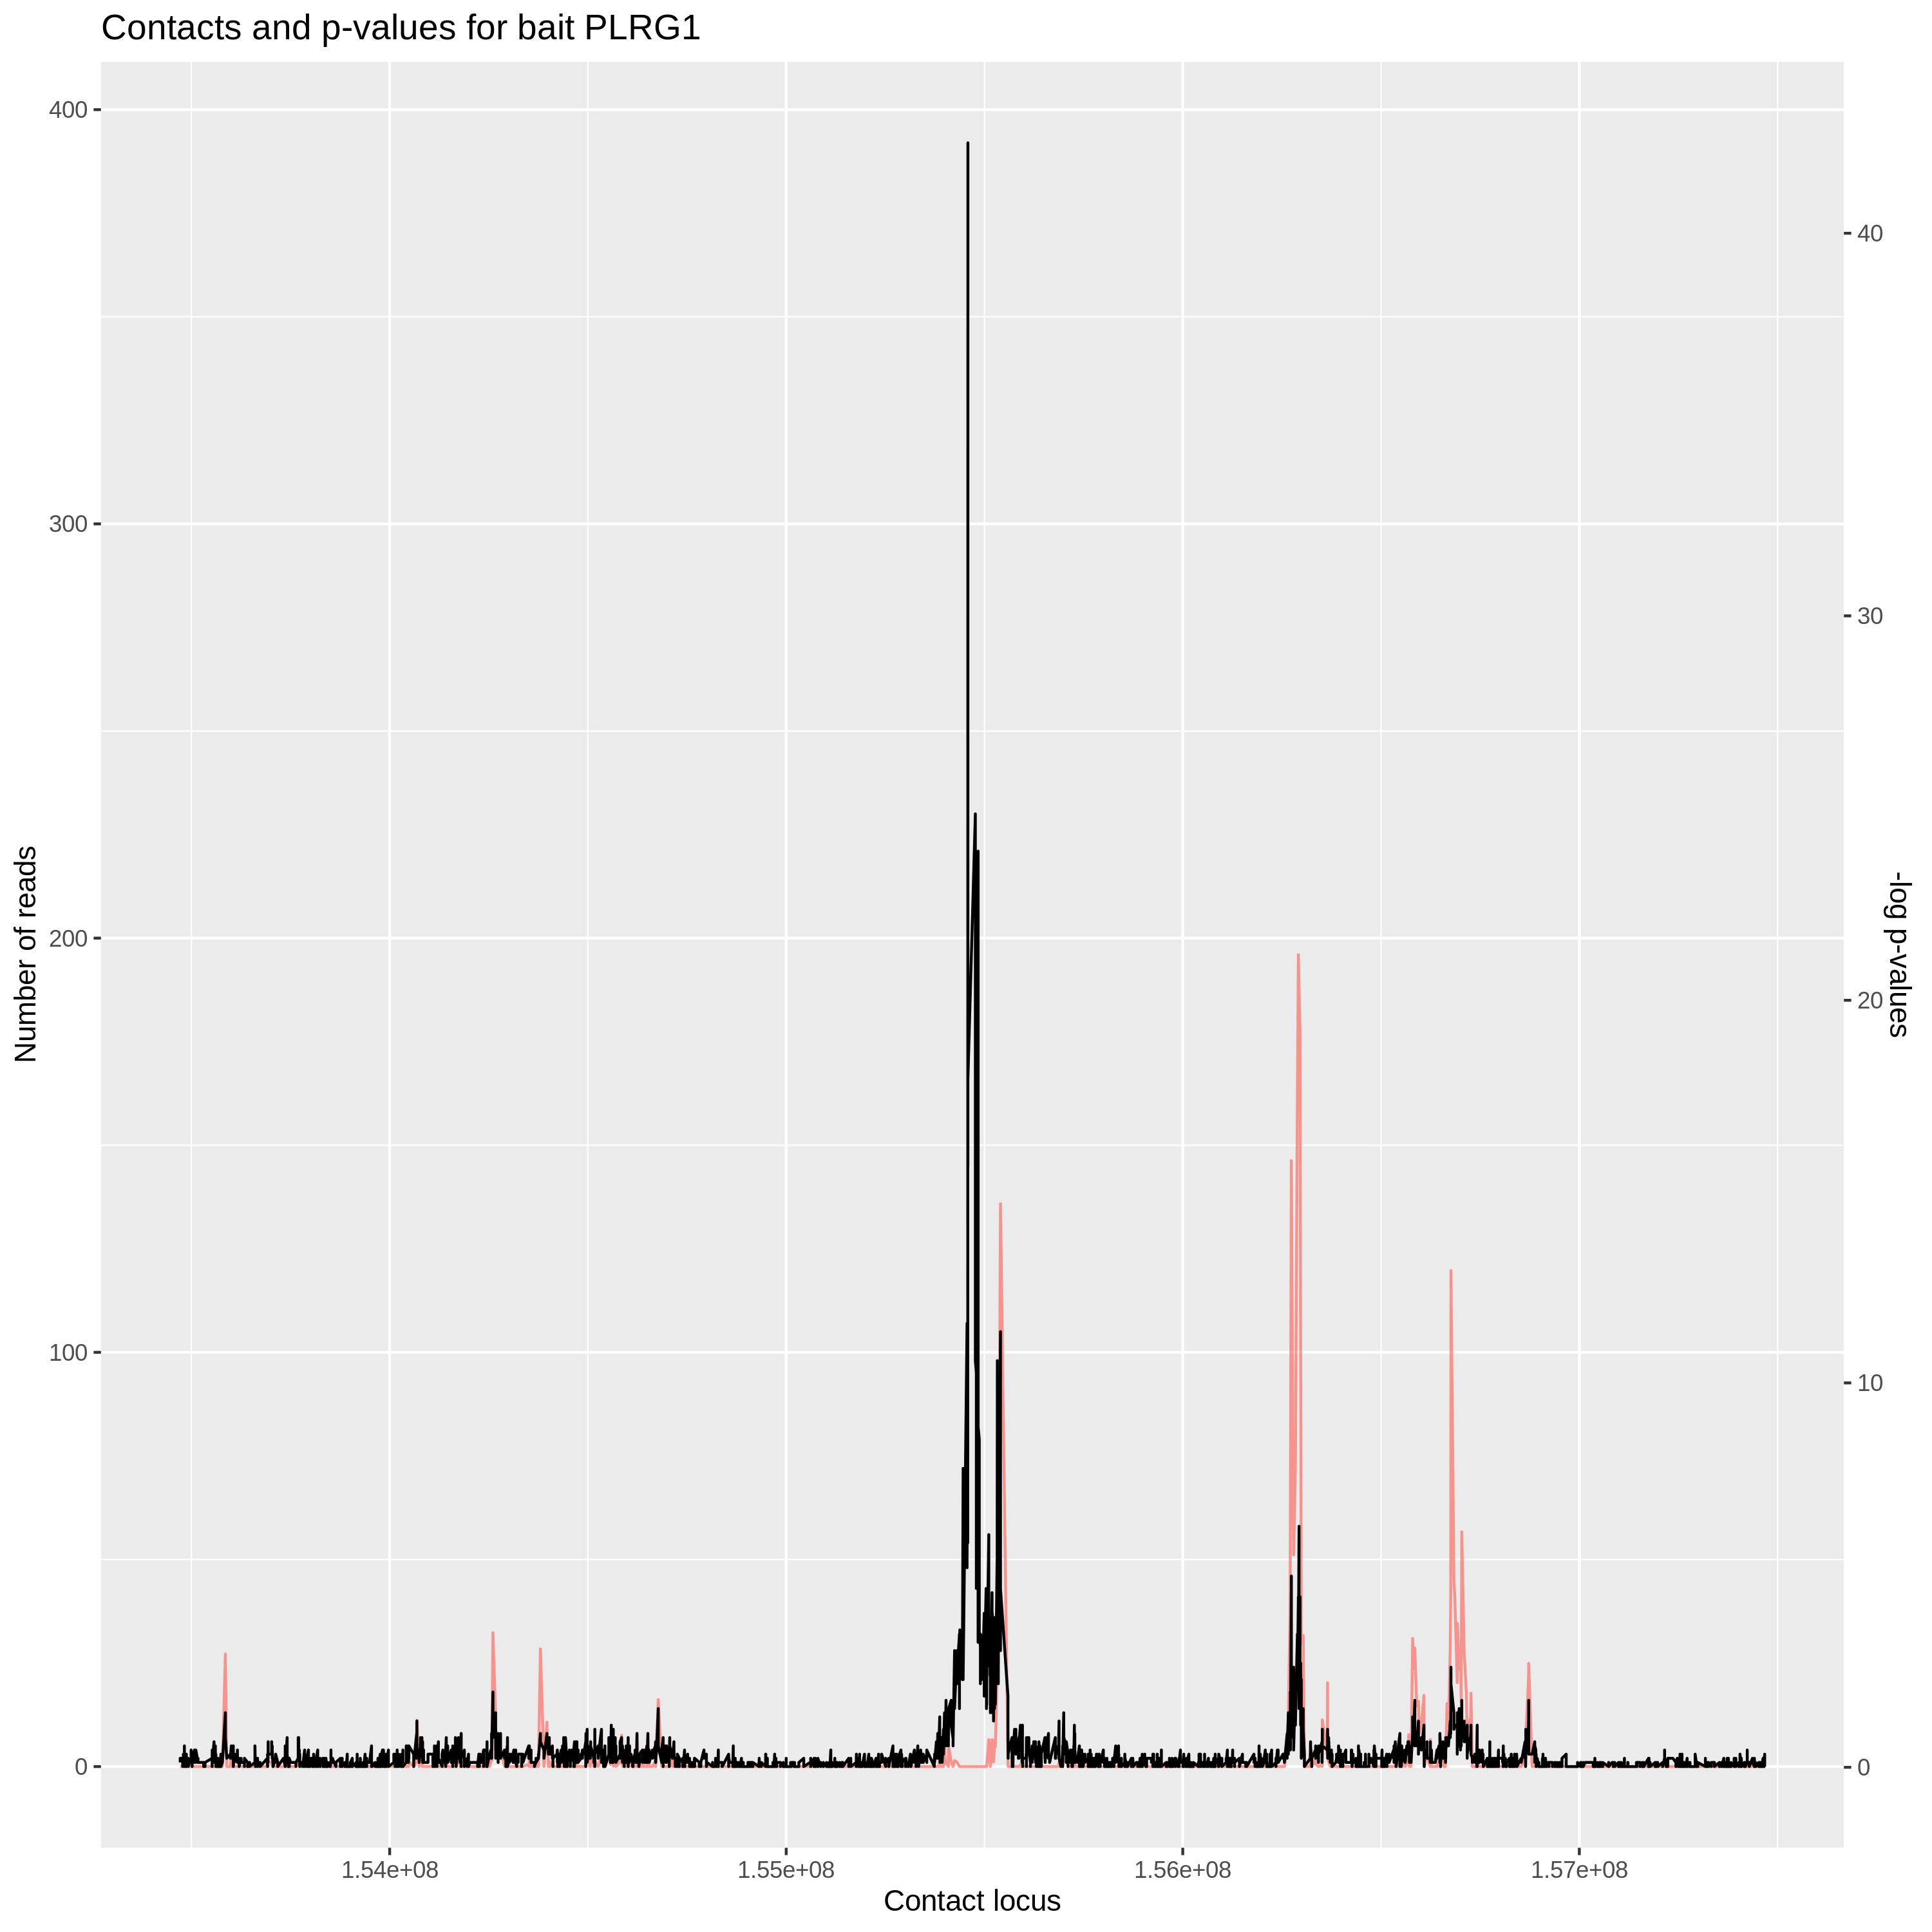 Contacts and p-values for bait PLRG1
400
300
200
100
0
Number of reads
40
30
20
10
0
-log p-values
1.54e+08
1.55e+08
1.56e+08
1.57e+08
Contact locus